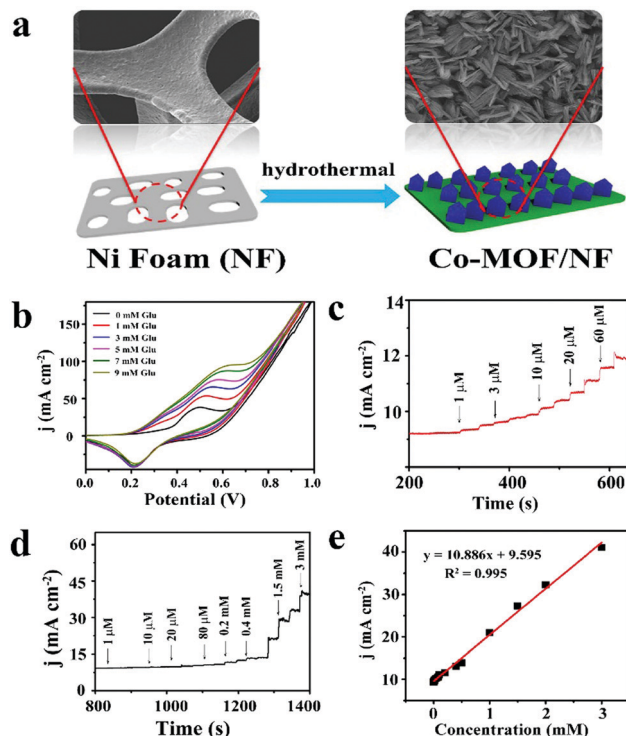 a
hydrothermal
Ni Foam (NF)
Co-MOF/NF
b
j (mA cm⁻²)
150
100
50
0
0 mM Glu
1 mM Glu
3 mM Glu
5 mM Glu
7 mM Glu
9 mM Glu
0.0 0.2 0.4 0.6 0.8 1.0
Potential (V)
c
j (mA cm⁻²)
14
12
10
8
1 μM
3 μM
10 μM
20 μM
60 μM
200 400 600
Time (s)
d
j (mA cm⁻²)
60
45
30
15
0
1 μM
10 μM
20 μM
80 μM
0.2 mM
0.4 mM
1.5 mM
3 mM
800 1000 1200 1400
Time (s)
e
j (mA cm⁻²)
50
40
30
20
10
y = 10.886x + 9.595
R² = 0.995
0 1 2 3
Concentration (mM)